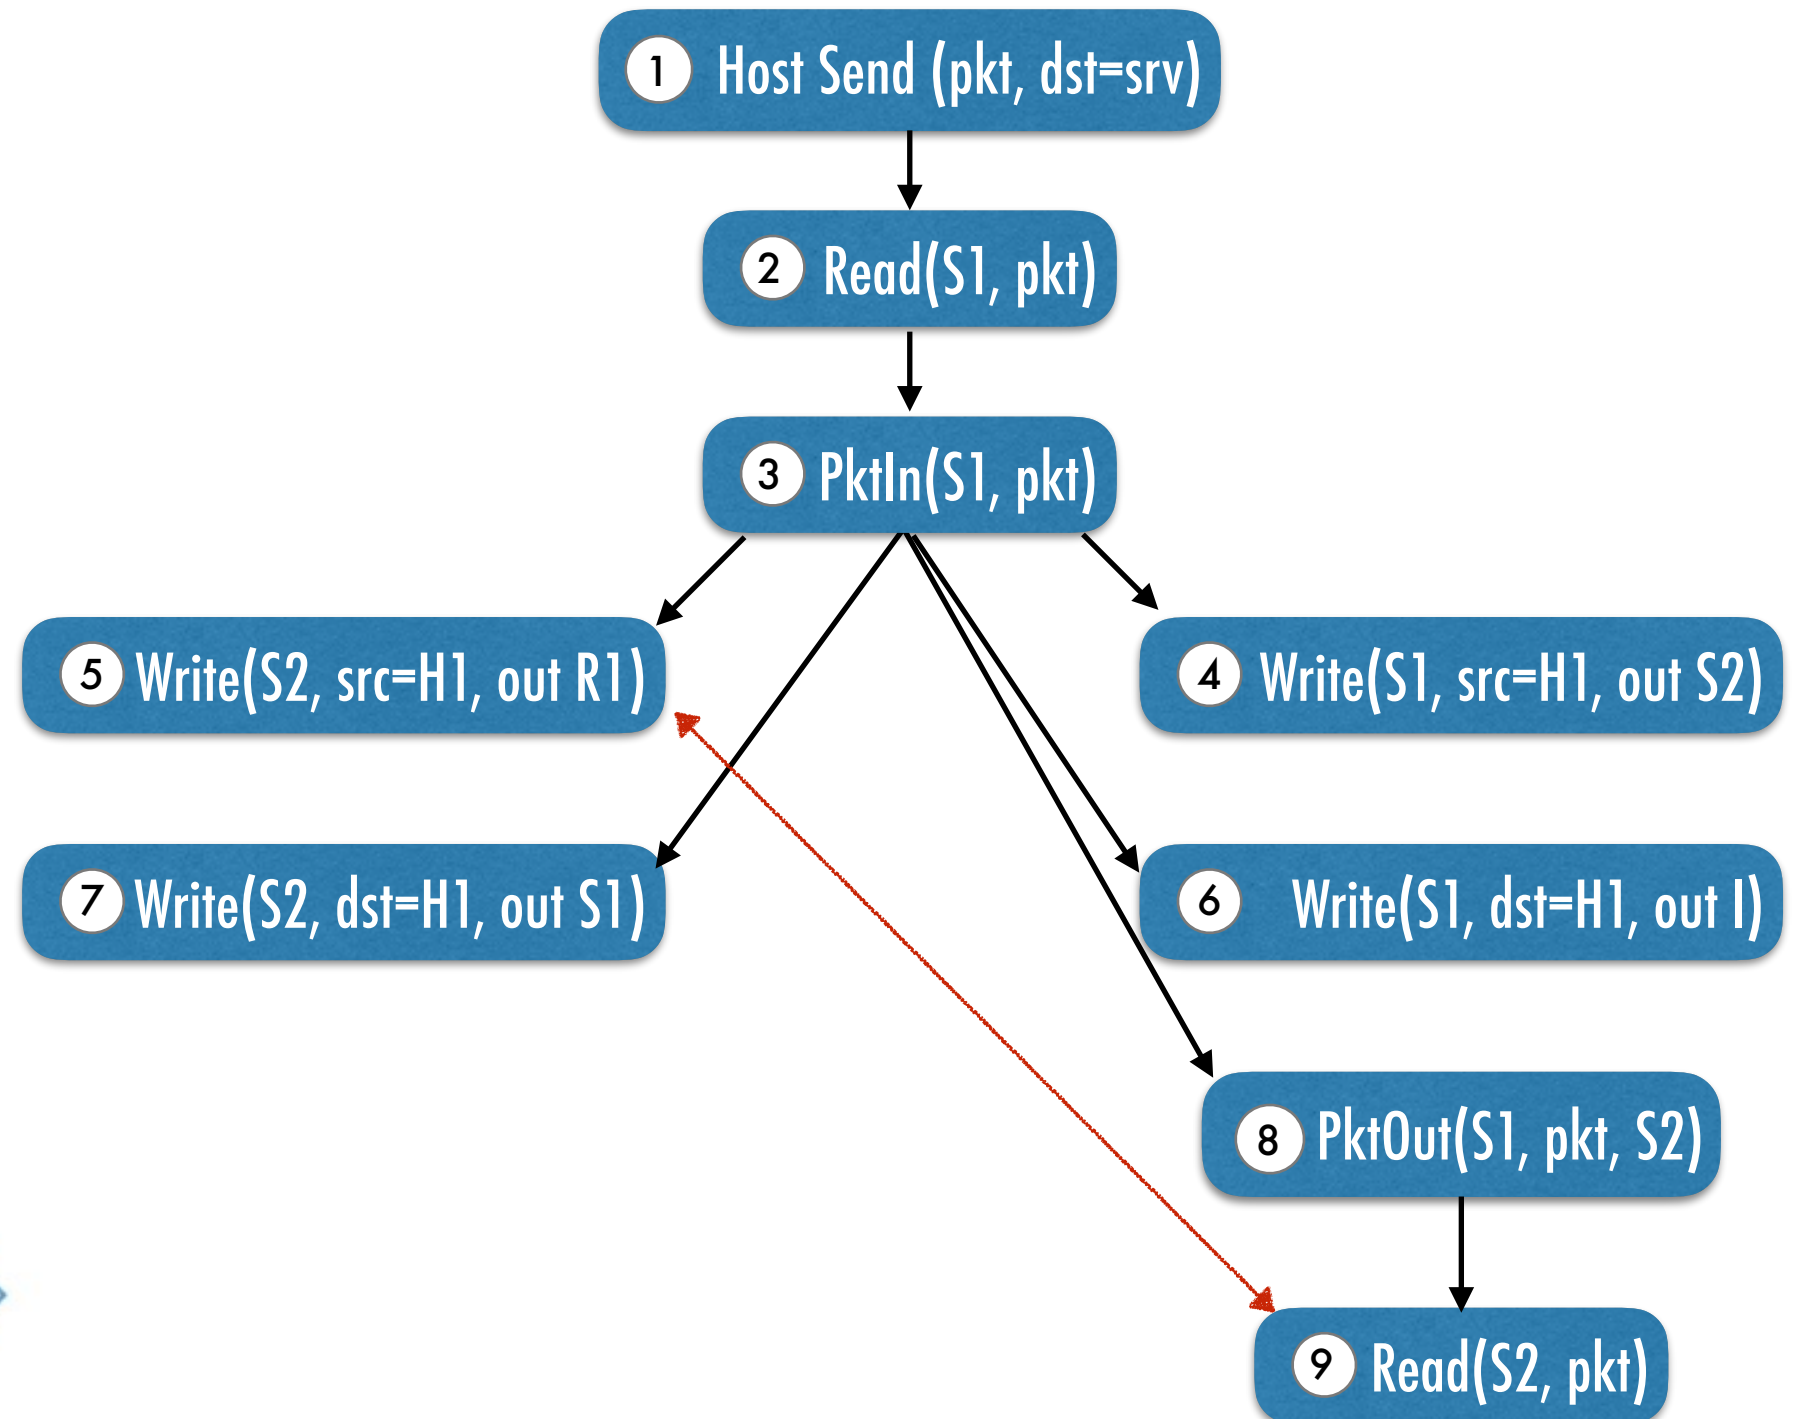 1 Host Send (pkt, dst=srv)
2 Read(S1, pkt)
3 PktIn(S1, pkt)
5 Write(S2, src=H1, out R1)
4 Write(S1, src=H1, out S2)
7 Write(S2, dst=H1, out S1)
6 Write(S1, dst=H1, out I)
8 PktOut(S1, pkt, S2)
9 Read(S2, pkt)